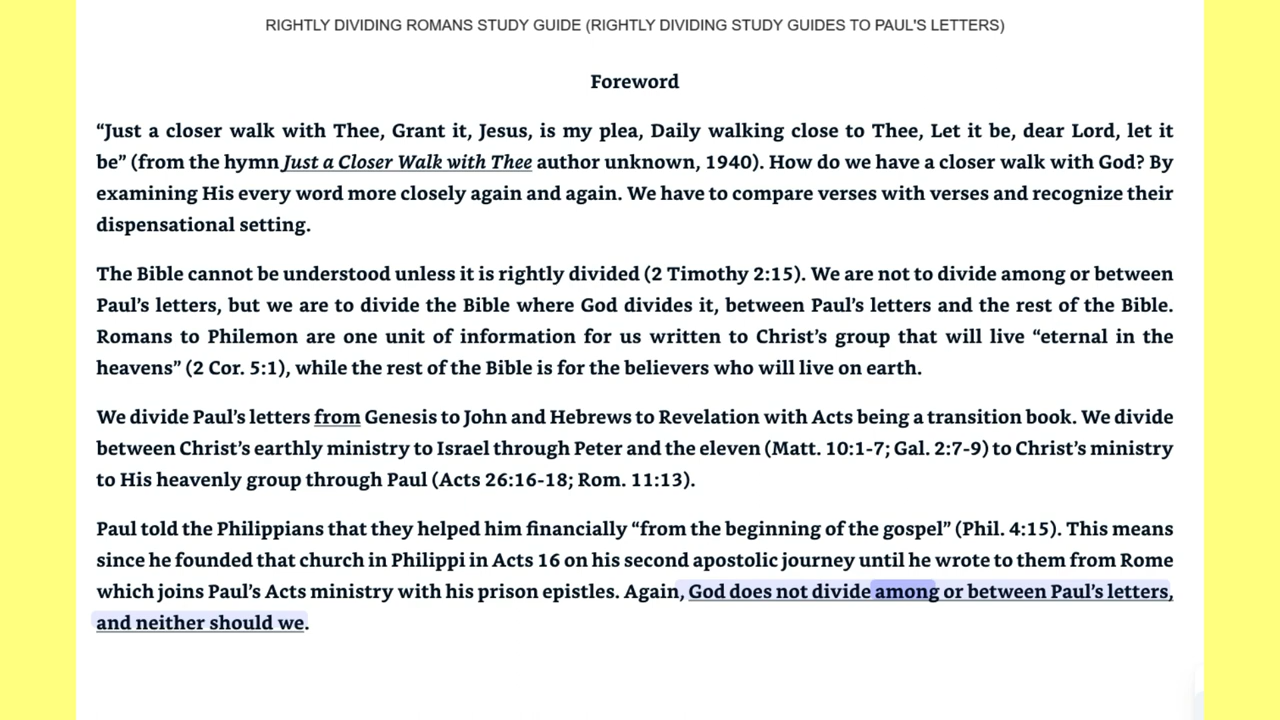 RIGHTLY DIVIDING ROMANS STUDY GUIDE (RIGHTLY DIVIDING STUDY GUIDES TO PAUL'S LETTERS)
Foreword
“Just a closer walk with Thee, Grant it, Jesus, is my plea, Daily walking close to Thee, Let it be, dear Lord, let it
be” (from the hymn Just a Closer Walk with Thee author unknown, 1940). How do we have a closer walk with God? By
examining His every word more closely again and again. We have to compare verses with verses and recognize their
dispensational setting.
The Bible cannot be understood unless it is rightly divided (2 Timothy 2:15). We are not to divide among or between
Paul’s letters, but we are to divide the Bible where God divides it, between Paul’s letters and the rest of the Bible.
Romans to Philemon are one unit of information for us written to Christ’s group that will live “eternal in the
heavens” (2 Cor. 5:1), while the rest of the Bible is for the believers who will live on earth.
We divide Paul’s letters from Genesis to John and Hebrews to Revelation with Acts being a transition book. We divide
between Christ’s earthly ministry to Israel through Peter and the eleven (Matt. 10:1-7; Gal. 2:7-9) to Christ’s ministry
to His heavenly group through Paul (Acts 26:16-18; Rom. 11:13).
Paul told the Philippians that they helped him financially “from the beginning of the gospel” (Phil. 4:15). This means
since he founded that church in Philippi in Acts 16 on his second apostolic journey until he wrote to them from Rome
which joins Paul’s Acts ministry with his prison epistles. Again, God does not divide among or between Paul’s letters,
and neither should we.